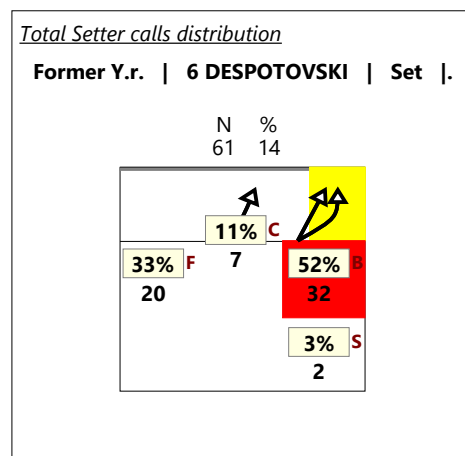 Total Setter calls distribution
Former Y.r. | 6 DESPOTOVSKI | Set |.
N %
61 14
11% C
7
33% F
20
52% B
32
3% S
2